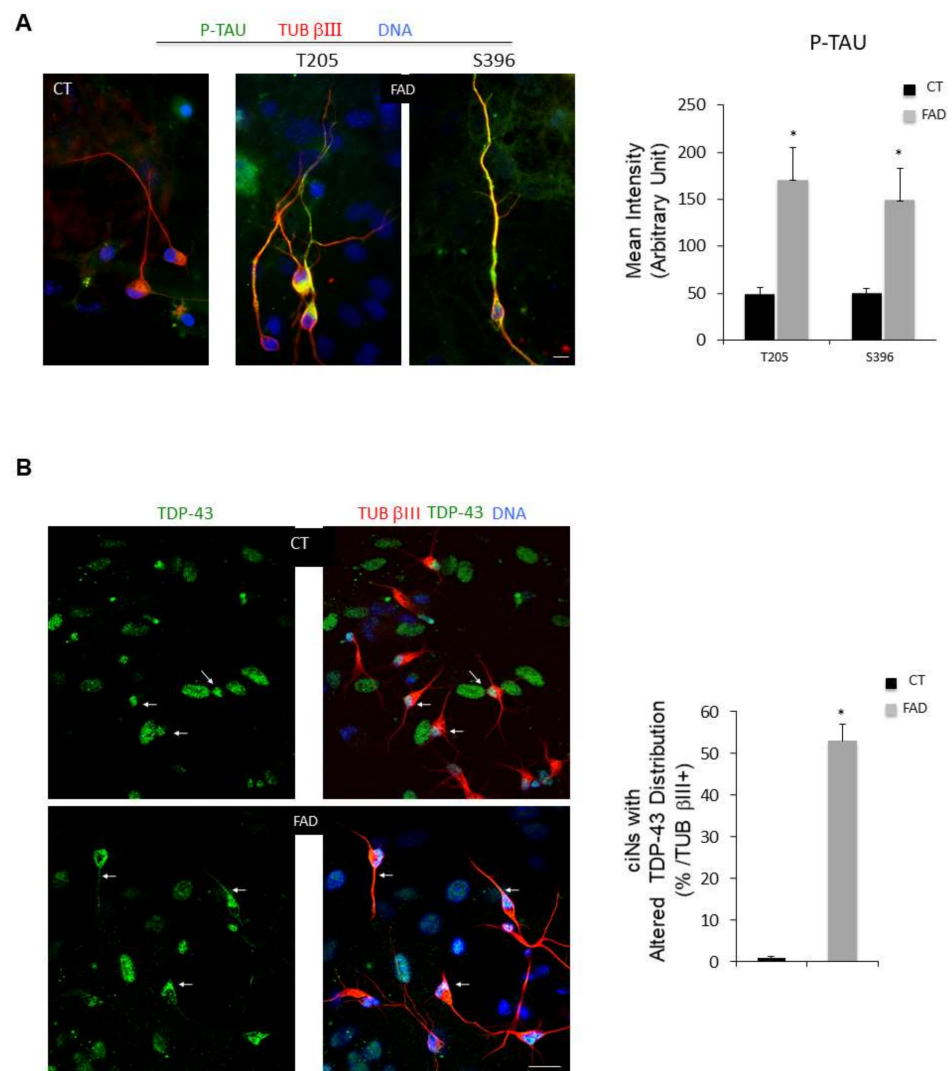 A
P-TAU TUB βIII DNA
T205 S396
CT
FAD
P-TAU
CT
FAD
Mean Intensity
(Arbitrary Unit)
250
200
150
100
50
0
* *
T205 S396
B
TDP-43
TUB βIII TDP-43 DNA
CT
FAD
CT
FAD
ciNs with
Altered TDP-43 Distribution
(% /TUB βIII+)
60
50
40
30
20
10
0
*